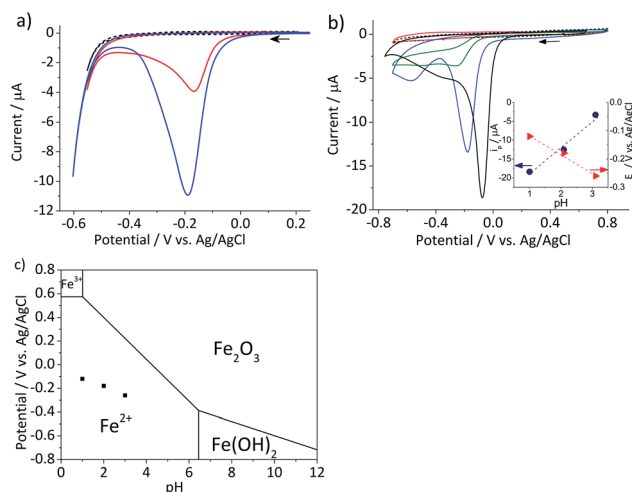 a)
0
-2
-4
-6
-8
-10
-12
Current / µA
-0.6 -0.4 -0.2 0.0 0.2
Potential / V vs. Ag/AgCl
b)
5
0
-5
-10
-15
-20
Current / µA
-0.8 -0.4 0.0 0.4 0.8
Potential / V vs. Ag/AgCl
0
-5
-10
-15
-20
iₚ / µA
0.0
-0.1
-0.3
V vs. Ag/AgCl
1 2 3
pH
c)
0.8
0.6
0.4
0.2
0.0
-0.2
-0.4
-0.6
-0.8
Potential / V vs. Ag/AgCl
Fe³⁺
Fe₂O₃
Fe²⁺
Fe(OH)₂
0 2 4 6 8 10 12
pH